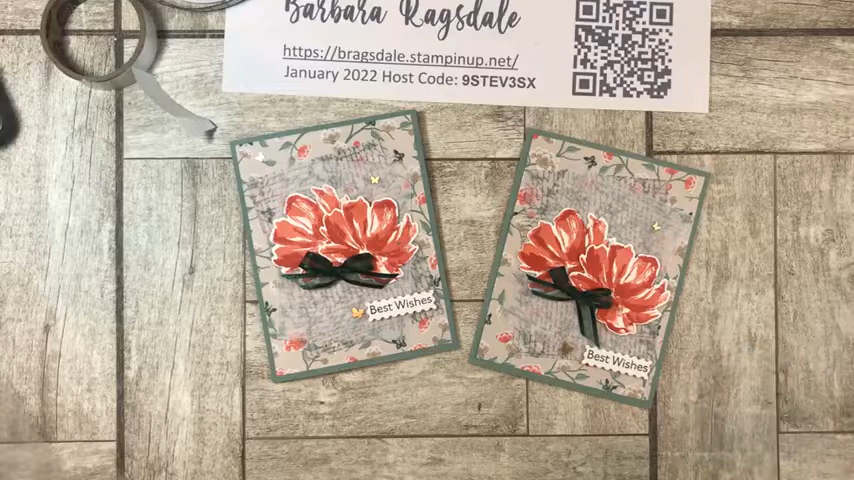 Barbara Ragsdale
https://bragsdale.stampinup.net/
January 2022 Host Code: 9STEV3SX
Best Wishes
Best Wishes